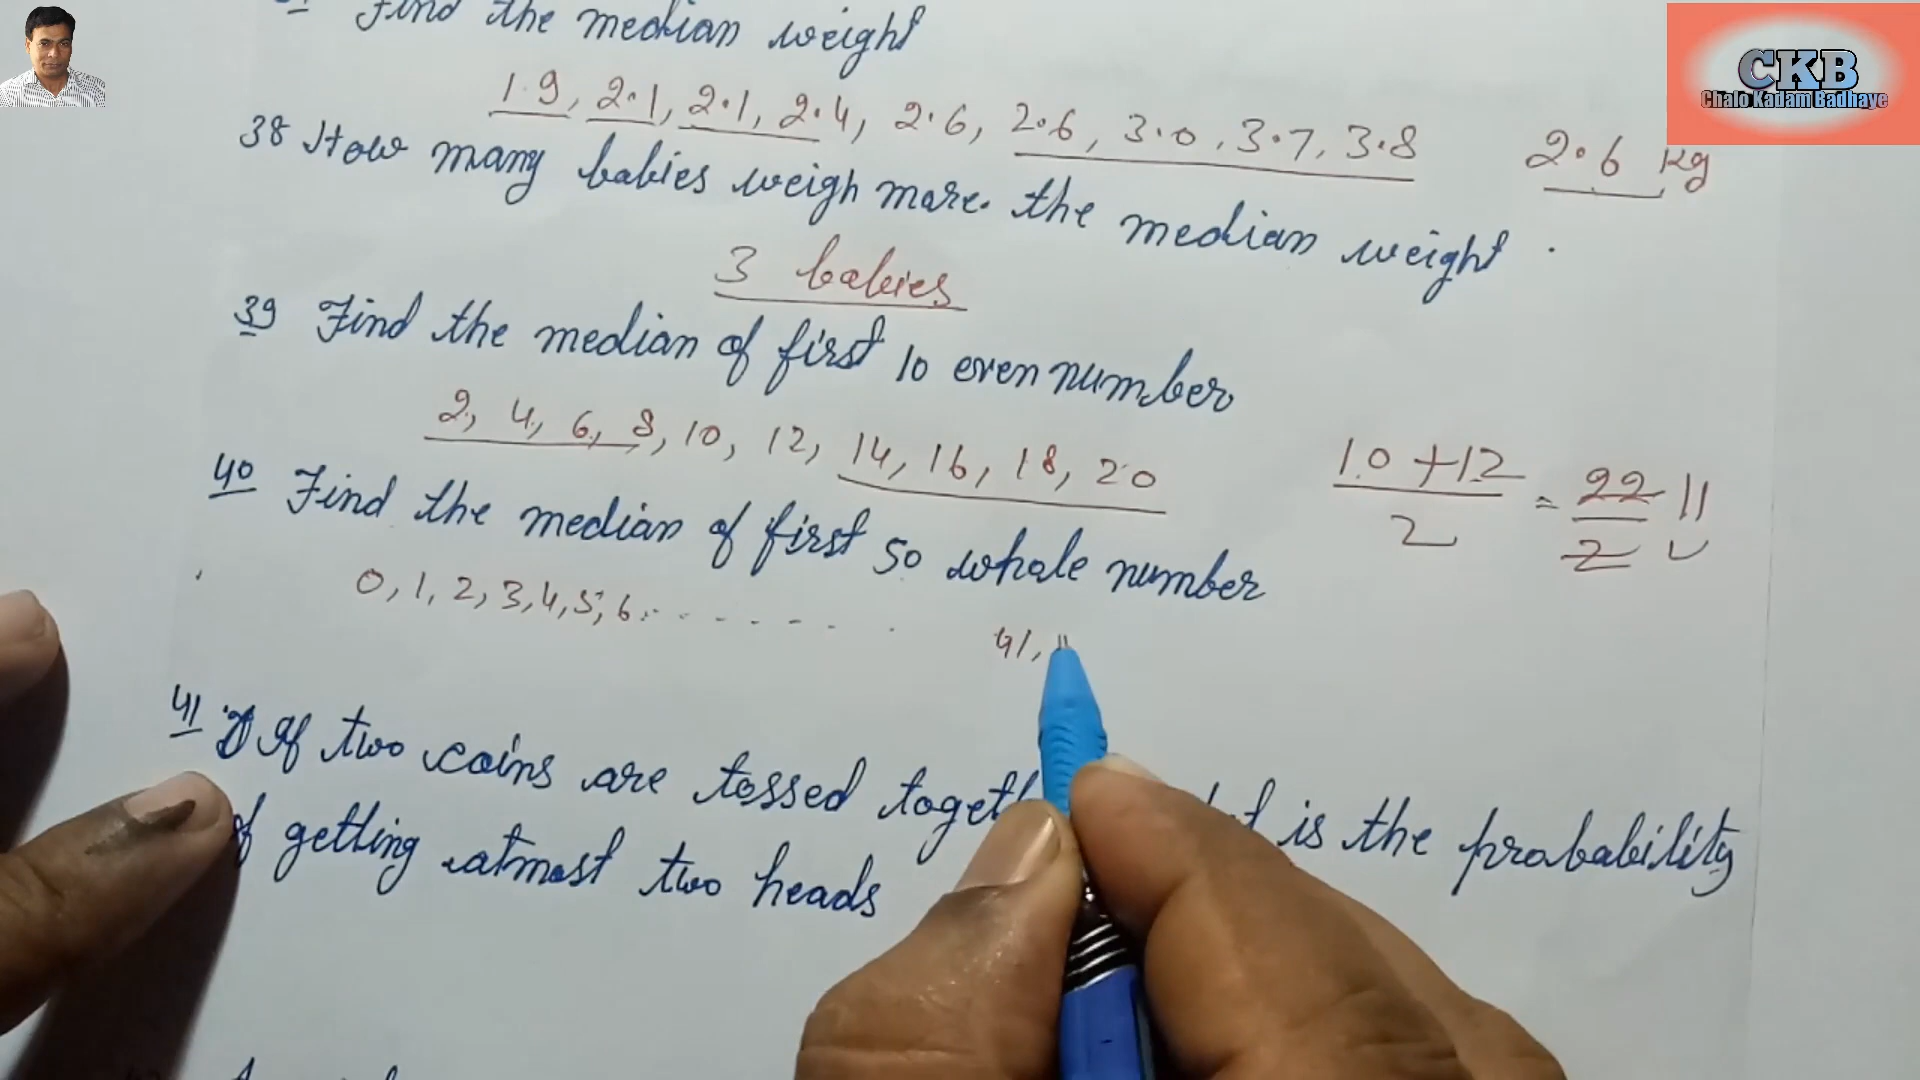 Find the median weight
1.9, 2.1, 2.1, 2.4, 2.6, 2.6, 3.0, 3.7, 3.8 2.6 kg
38 How many babies weigh more. the median weight.
3 babies
39 Find the median of first 10 even number
2, 4, 6, 8, 10, 12, 14, 16, 18, 20 10+12/2 = 22/2 11
40 Find the median of first 50 whole number
0, 1, 2, 3, 4, 5, 6 - - - - - - 41,
41 If two coins are tossed is the probability
of getting atmost two heads
CKB
Chalo Kadam Badhaye